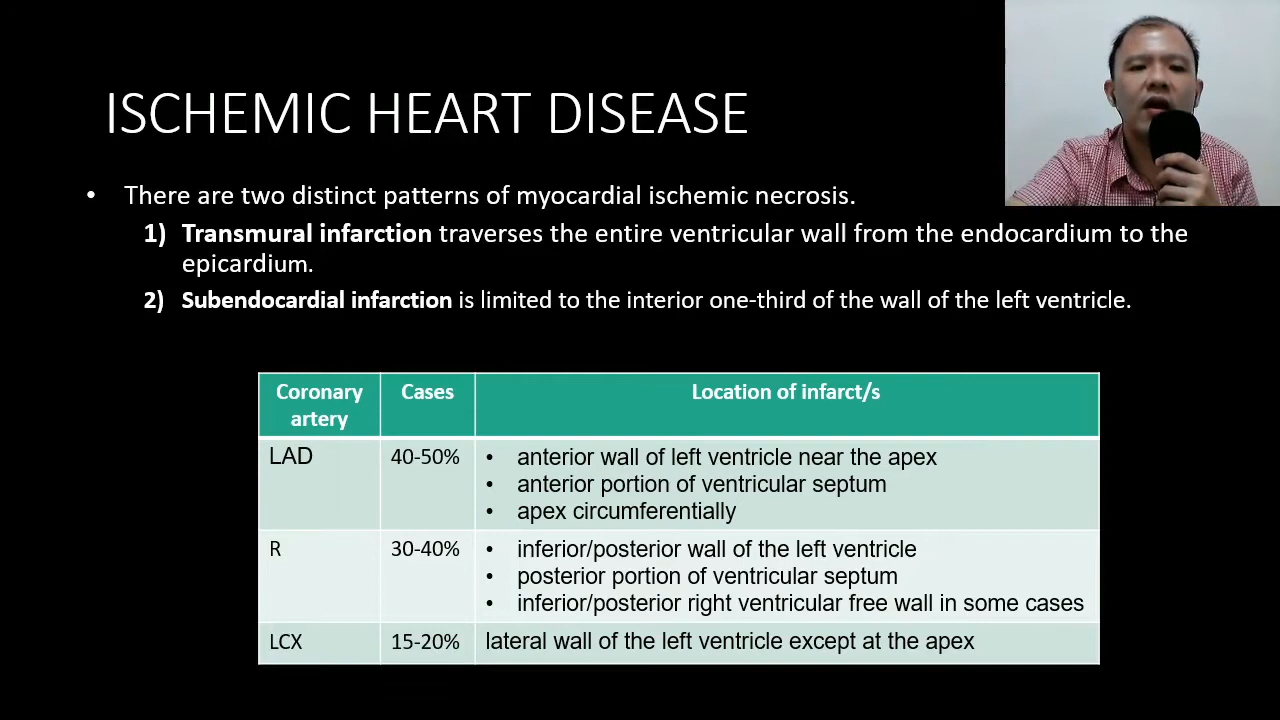 ISCHEMIC HEART DISEASE
• There are two distinct patterns of myocardial ischemic necrosis.
1) Transmural infarction traverses the entire ventricular wall from the endocardium to the
epicardium.
2) Subendocardial infarction is limited to the interior one-third of the wall of the left ventricle.
Coronary
artery
Cases
Location of infarct/s
LAD
40-50%
• anterior wall of left ventricle near the apex
• anterior portion of ventricular septum
• apex circumferentially
R
30-40%
• inferior/posterior wall of the left ventricle
• posterior portion of ventricular septum
• inferior/posterior right ventricular free wall in some cases
LCX
15-20%
lateral wall of the left ventricle except at the apex